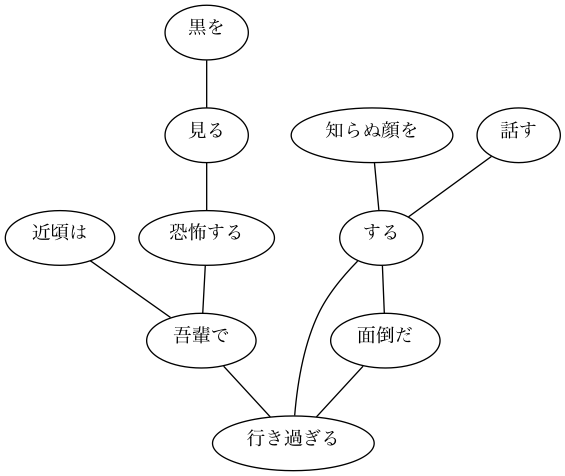 黒を
見る
知らぬ顔を
話す
近頃は
恐怖する
する
吾輩で
面倒だ
行き過ぎる